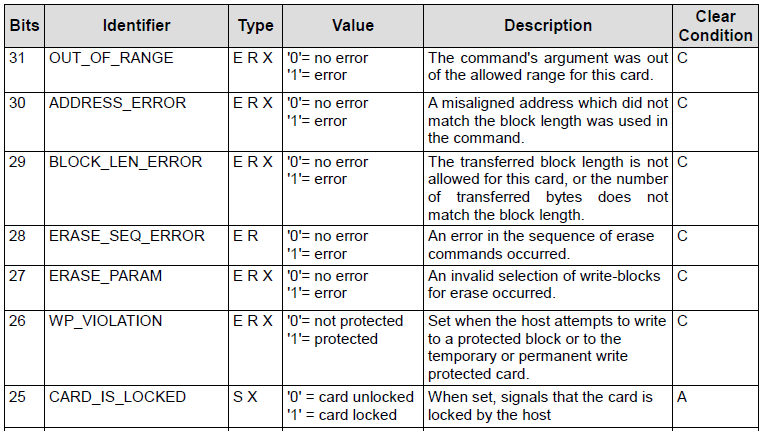 Bits Identifier Type Value Description Clear Condition
31 OUT_OF_RANGE E R X '0'= no error The command's argument was out C
'1'= error of the allowed range for this card.
30 ADDRESS_ERROR E R X '0'= no error A misaligned address which did not C
'1'= error match the block length was used in
the command.
29 BLOCK_LEN_ERROR E R X '0'= no error The transferred block length is not C
'1'= error allowed for this card, or the number
of transferred bytes does not
match the block length.
28 ERASE_SEQ_ERROR E R '0'= no error An error in the sequence of erase C
'1'= error commands occurred.
27 ERASE_PARAM E R X '0'= no error An invalid selection of write-blocks C
'1'= error for erase occurred.
26 WP_VIOLATION E R X '0'= not protected Set when the host attempts to write C
'1'= protected to a protected block or to the
temporary or permanent write
protected card.
25 CARD_IS_LOCKED S X '0' = card unlocked When set, signals that the card is A
'1' = card locked locked by the host